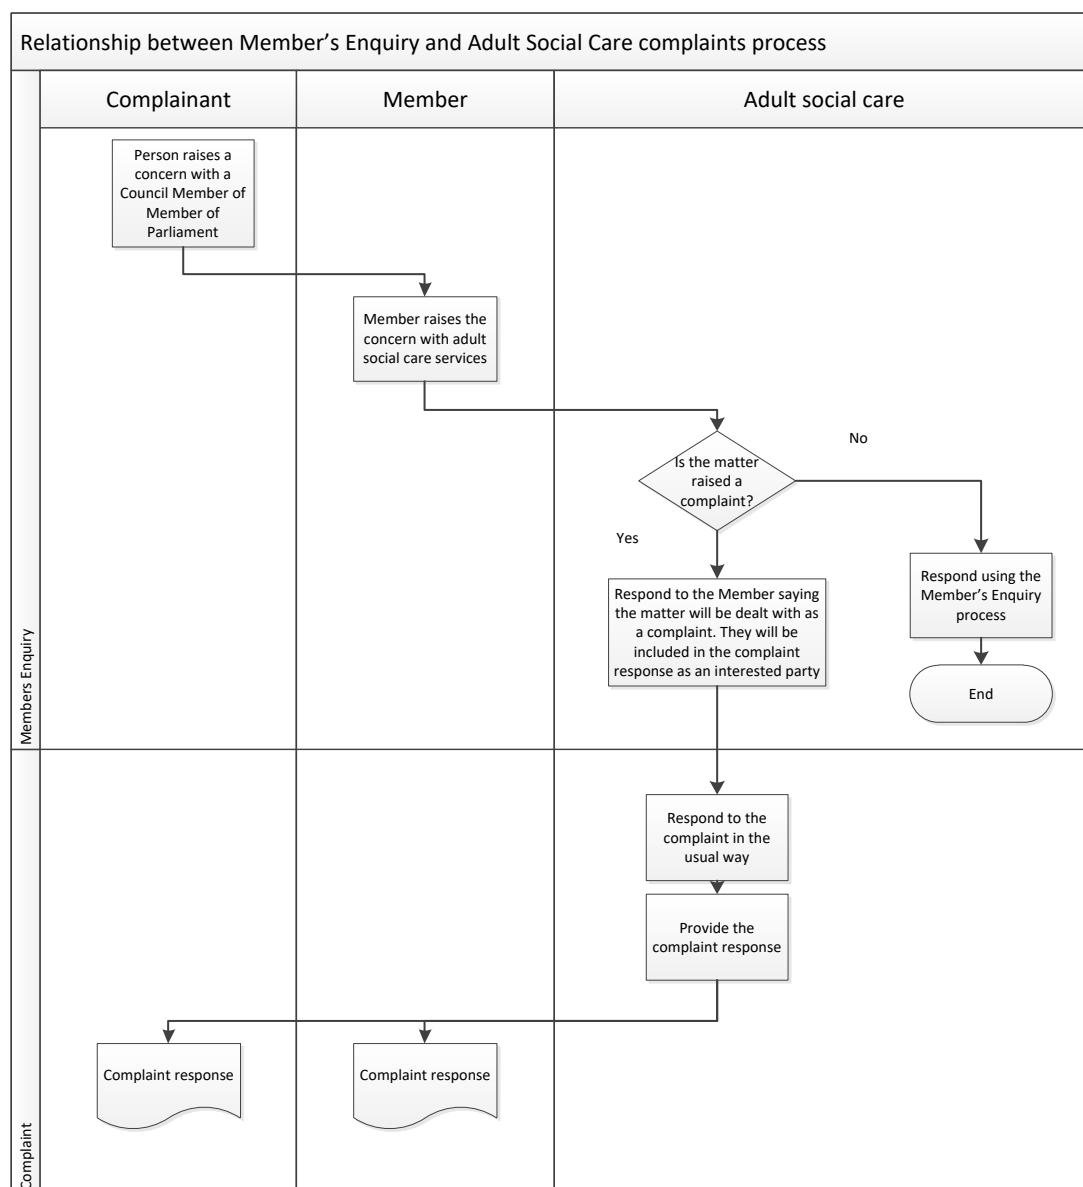 Relationship between Member’s Enquiry and Adult Social Care complaints process
Complainant
Member
Adult social care
Members Enquiry
Person raises a
concern with a
Council Member of
Member of
Parliament
Member raises the
concern with adult
social care services
Is the matter
raised a
complaint?
No
Yes
Respond to the Member saying
the matter will be dealt with as
a complaint. They will be
included in the complaint
response as an interested party
Respond using the
Member’s Enquiry
process
End
Complaint
Respond to the
complaint in the
usual way
Provide the
complaint response
Complaint response
Complaint response